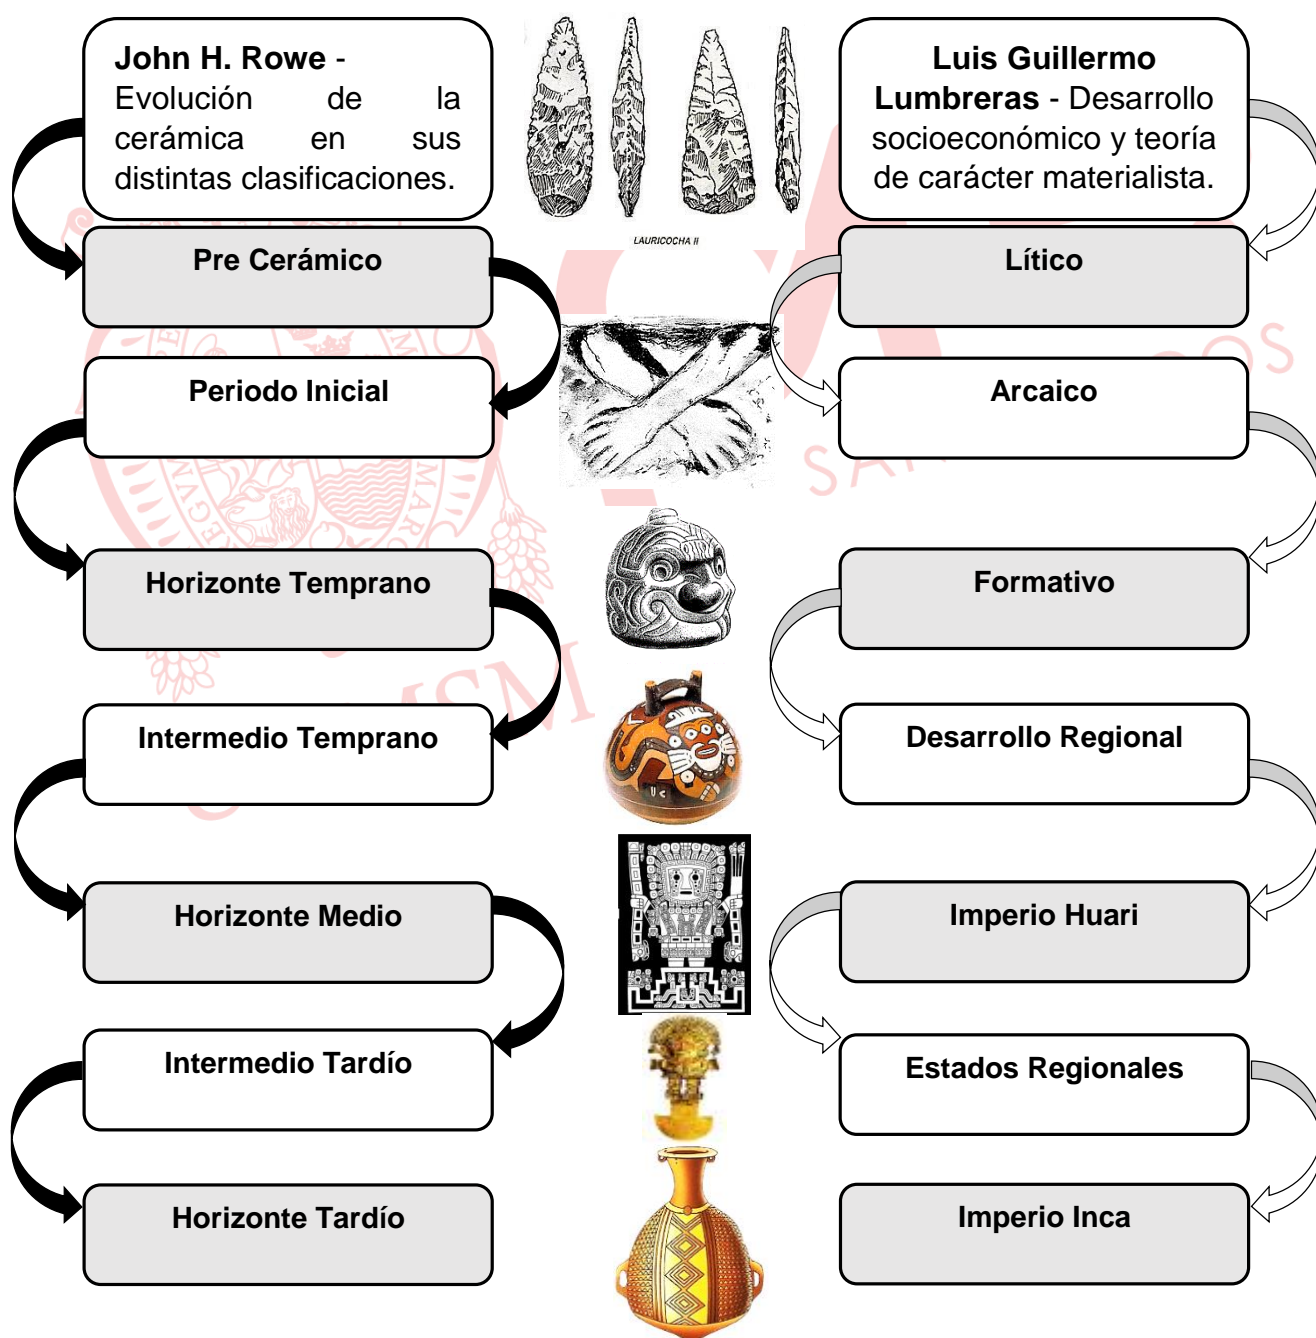 John H. Rowe -
Evolución de la
cerámica en sus
distintas clasificaciones.
Luis Guillermo
Lumbreras - Desarrollo
socioeconómico y teoría
de carácter materialista.
LAURICOCHA II
Pre Cerámico
Lítico
Periodo Inicial
Arcaico
Horizonte Temprano
Formativo
Intermedio Temprano
Desarrollo Regional
Horizonte Medio
Imperio Huari
Intermedio Tardío
Estados Regionales
Horizonte Tardío
Imperio Inca